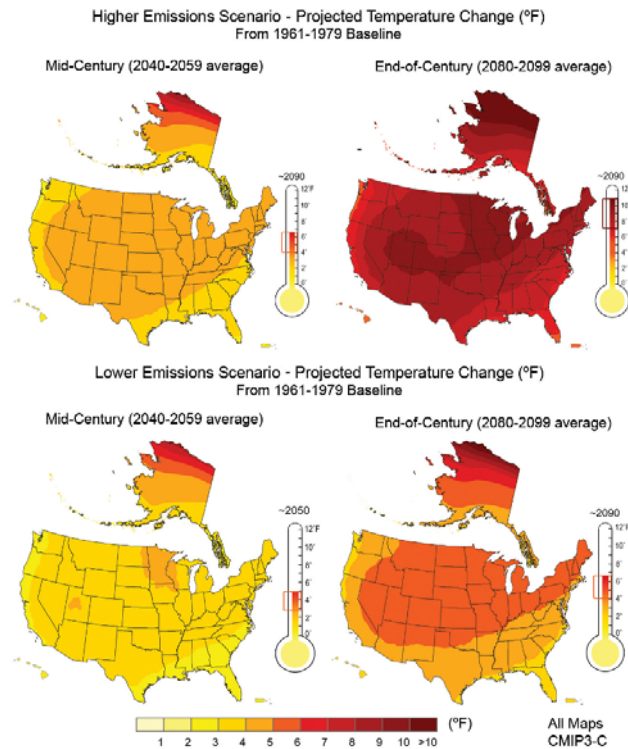 Higher Emissions Scenario - Projected Temperature Change (ºF)
From 1961-1979 Baseline
Mid-Century (2040-2059 average)
End-of-Century (2080-2099 average)
~2090
12°F
10'
8'
6'
4'
2'
0'
~2090
12°F
10'
8'
6'
4'
2'
0'
Lower Emissions Scenario - Projected Temperature Change (ºF)
From 1961-1979 Baseline
Mid-Century (2040-2059 average)
End-of-Century (2080-2099 average)
~2050
12°F
10'
8'
6'
4'
2'
0'
~2090
12°F
10'
8'
6'
4'
2'
0'
(ºF)
1 2 3 4 5 6 7 8 9 10 >10
All Maps
CMIP3-C